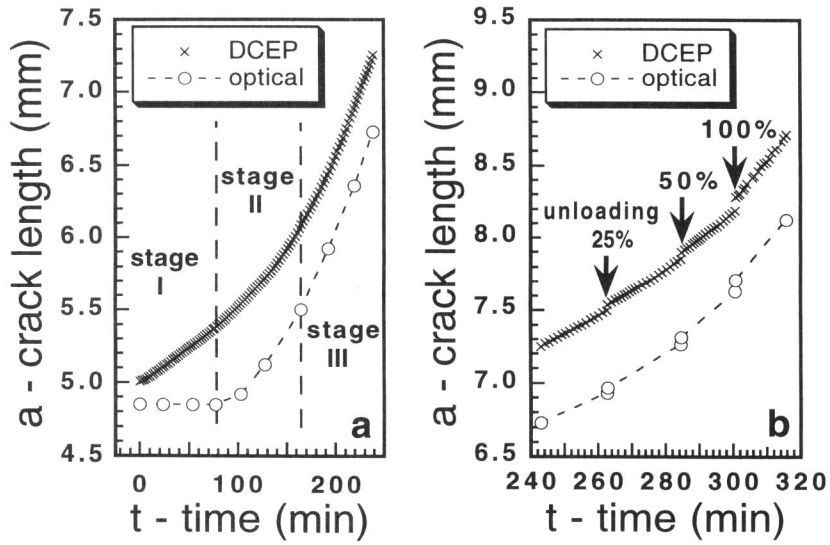 7.5
7.0
6.5
6.0
5.5
5.0
4.5
a - crack length (mm)
DCEP
optical
stage
I
stage
II
stage
III
a
0
100
200
t - time (min)
9.5
9.0
8.5
8.0
7.5
7.0
6.5
a - crack length (mm)
DCEP
optical
unloading
25%
50%
100%
b
240 260 280 300 320
t - time (min)